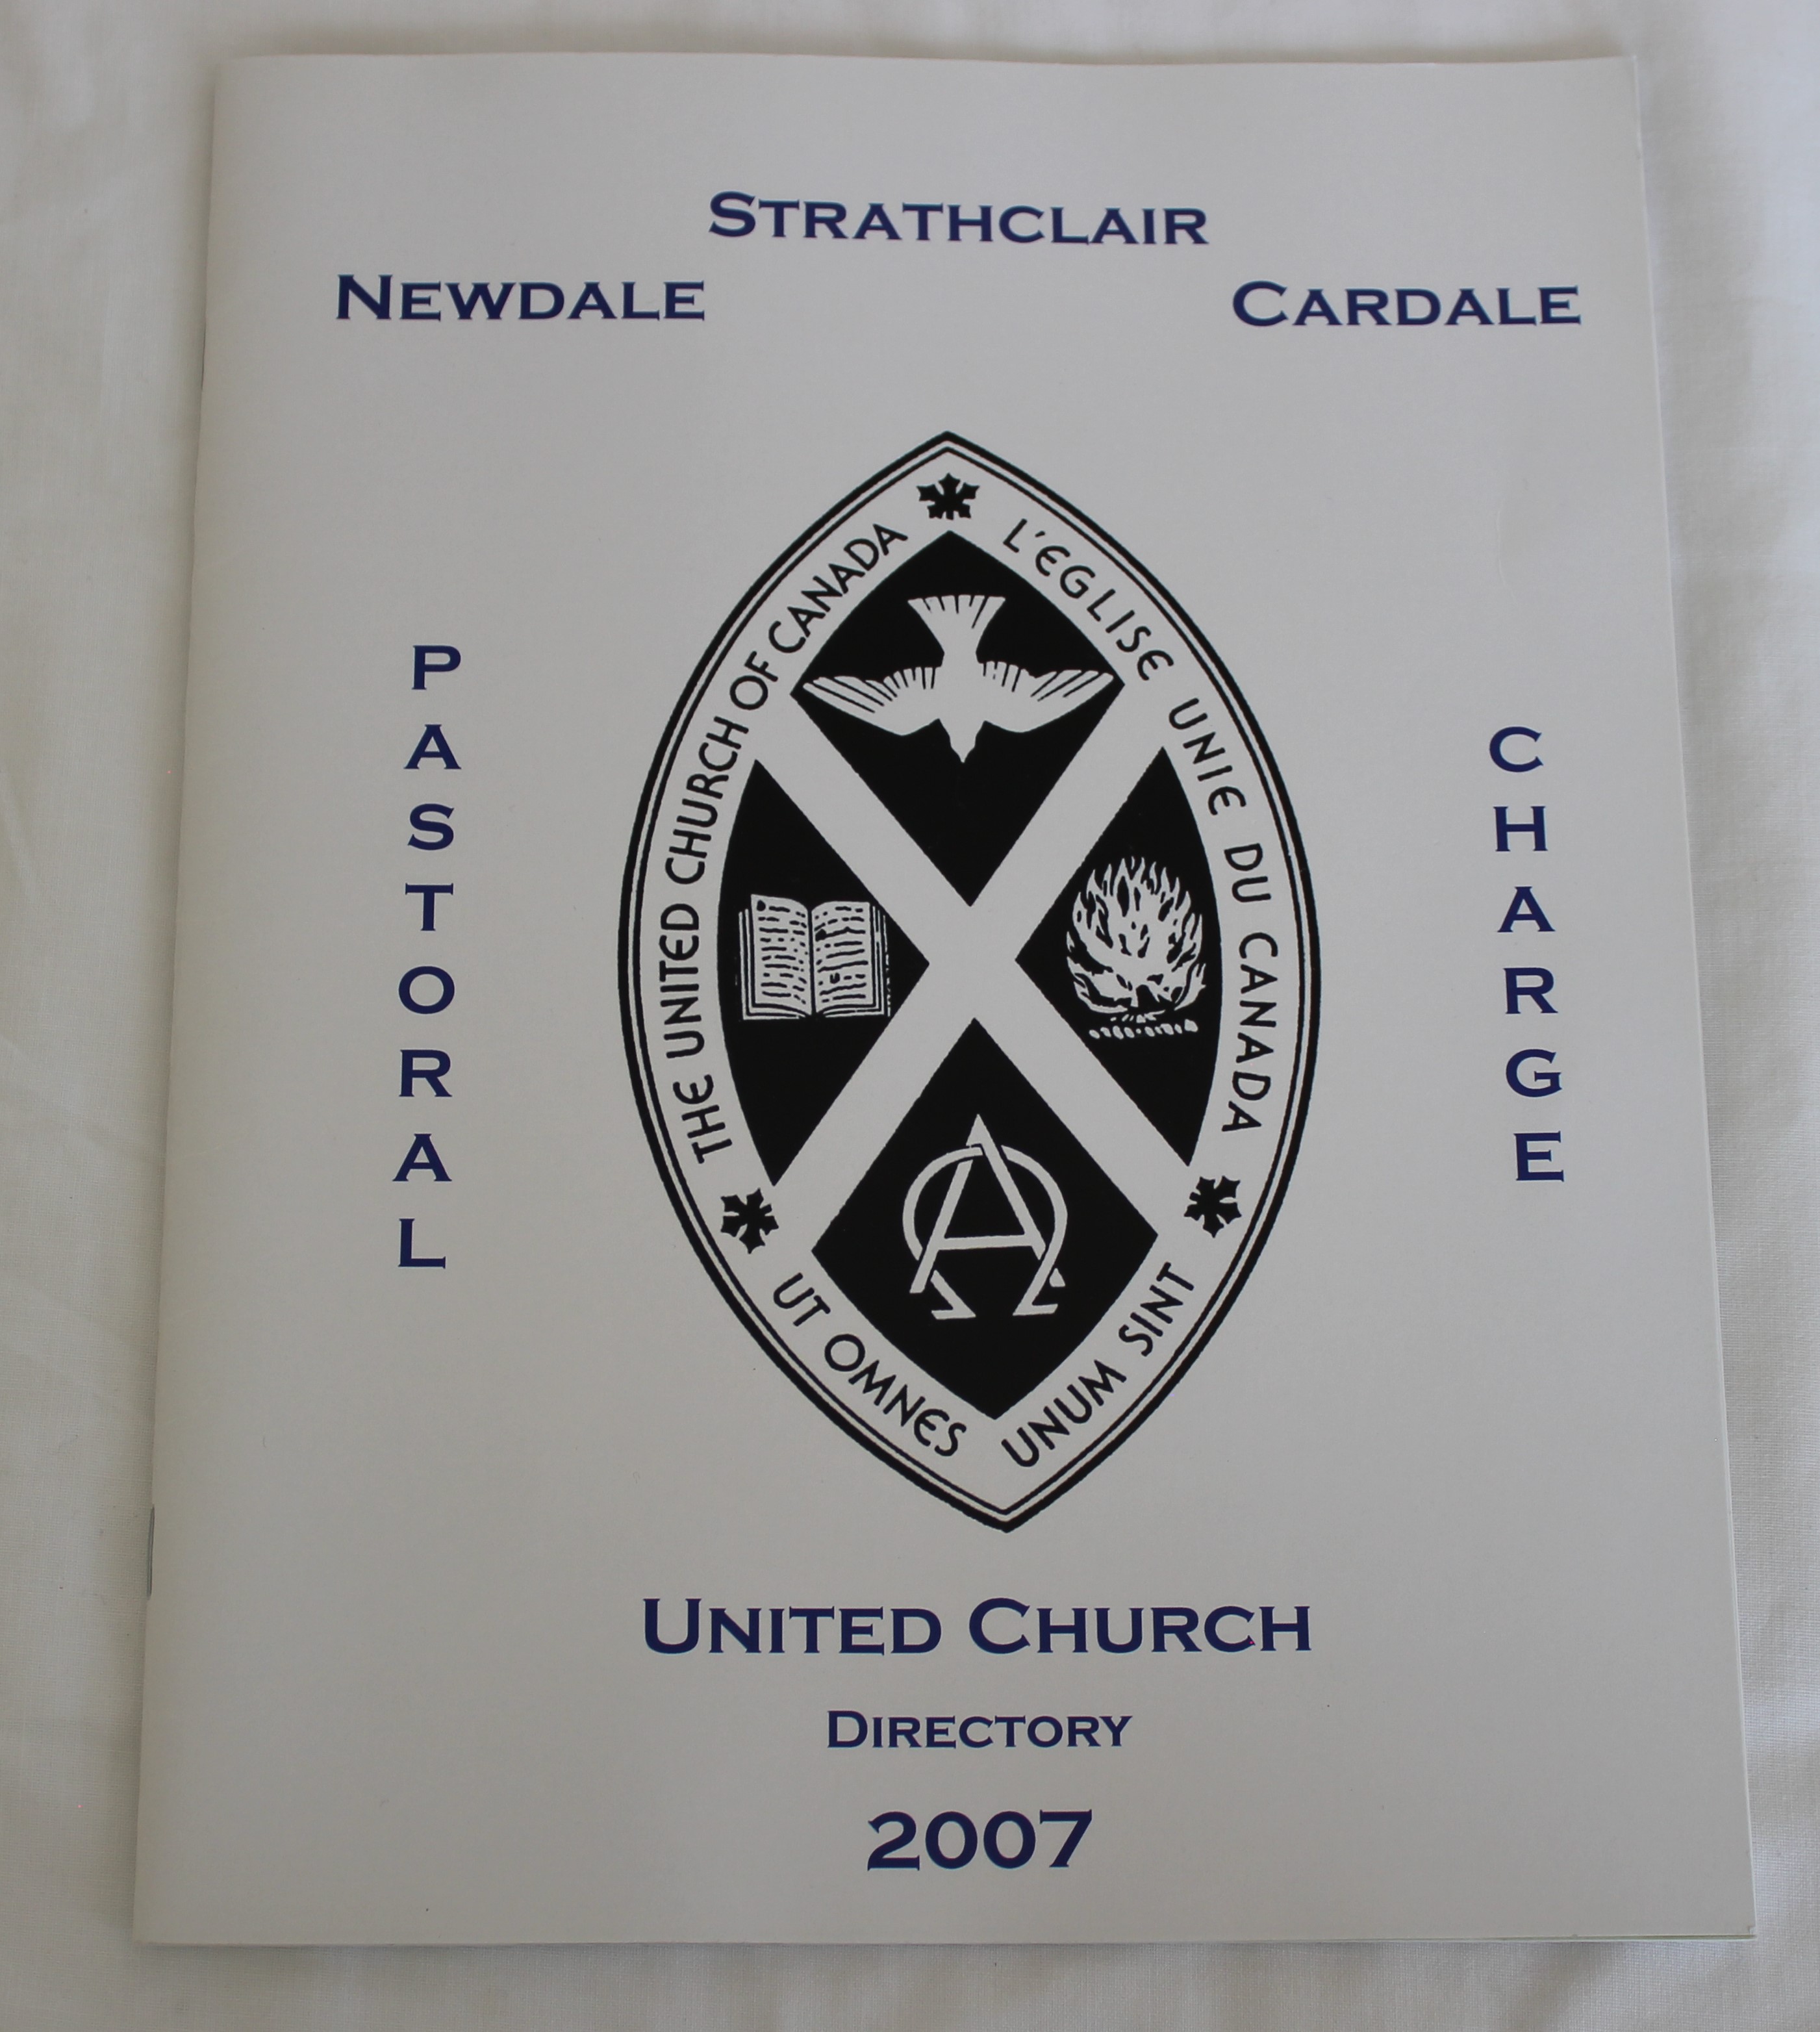 STRATHCLAIR
NEWDALE
CARDALE
PASTORAL
CHARGE
THE UNITED CHURCH OF CANADA
L'EGLISE UNIE DU CANADA
UT OMNES UNUM SINT
AΩ
UNITED CHURCH
DIRECTORY
2007